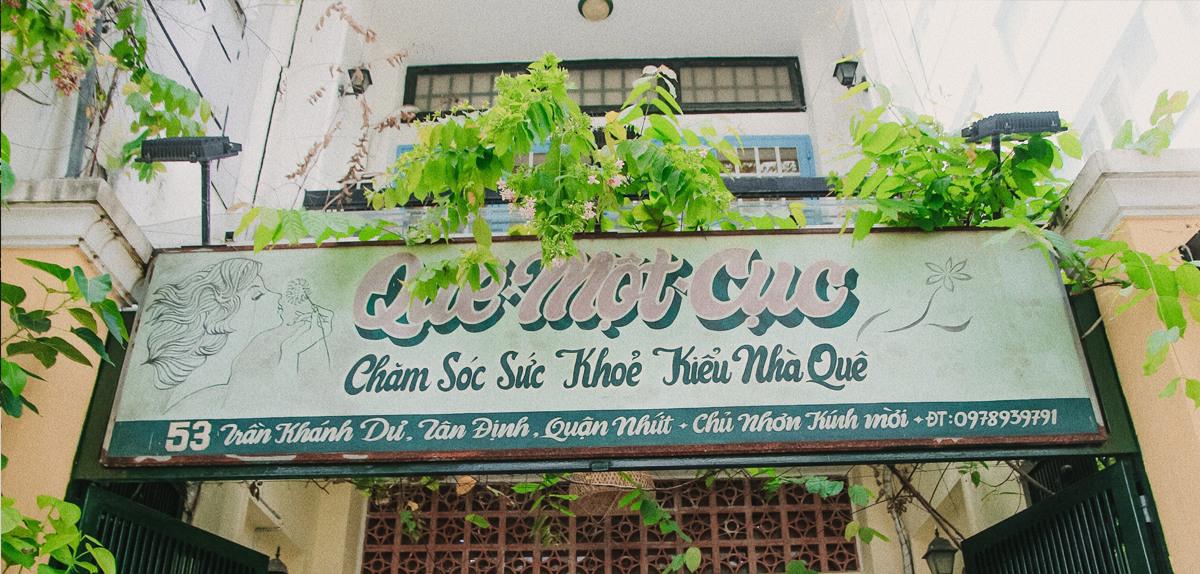 Quê Một Cục
Chăm Sóc Sức Khoẻ Kiểu Nhà Quê
53 Trần Khánh Dư, Tân Định, Quận Nhứt + Chủ Nhơn Kính mời + ĐT:0978939791